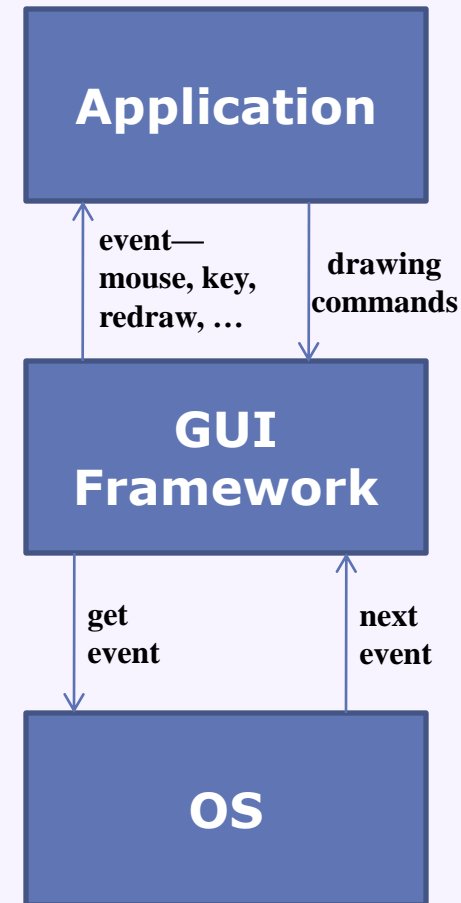 Application
event—
mouse, key,
redraw, …
drawing
commands
GUI
Framework
get
event
next
event
OS